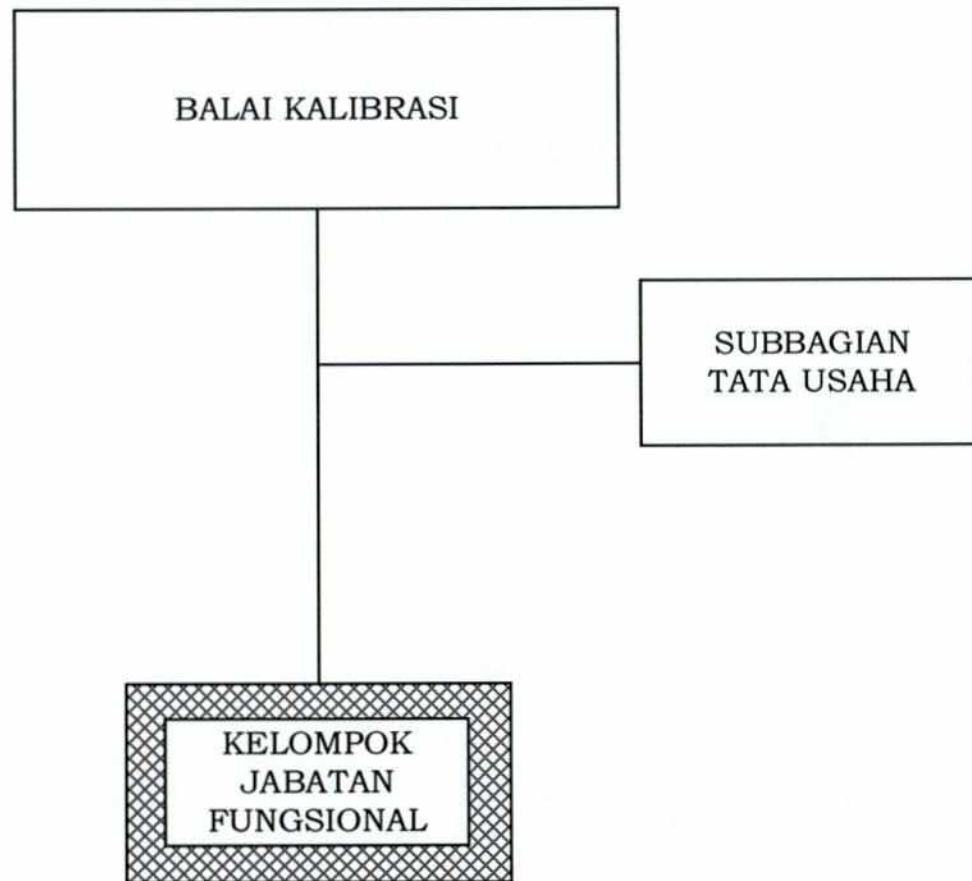 BALAI KALIBRASI
SUBBAGIAN
TATA USAHA
KELOMPOK
JABATAN
FUNGSIONAL